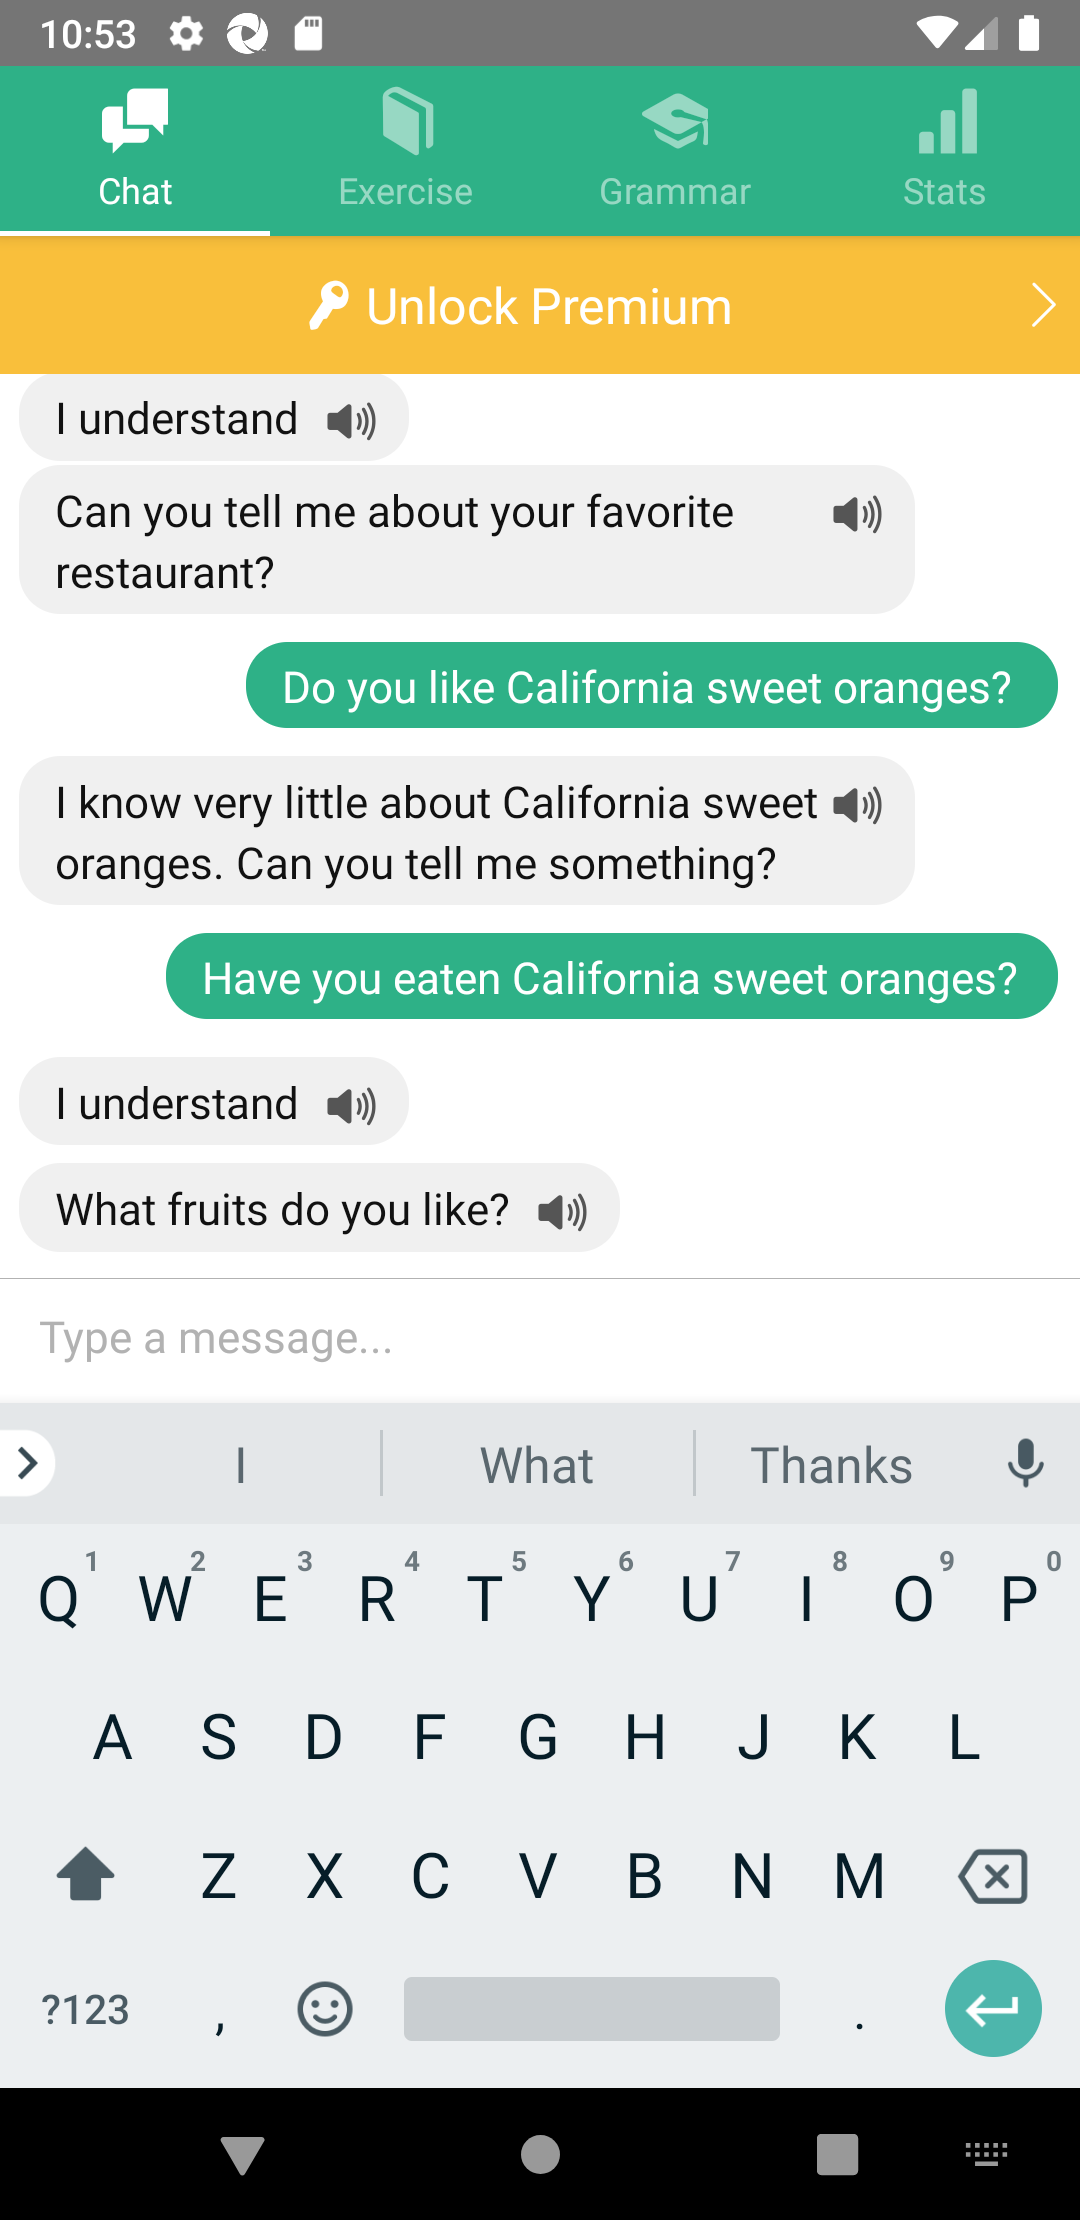 10:53
Chat
Exercise
Grammar
Stats
Unlock Premium
I understand
Can you tell me about your favorite
restaurant?
Do you like California sweet oranges?
I know very little about California sweet
oranges. Can you tell me something?
Have you eaten California sweet oranges?
I understand
What fruits do you like?
Type a message...
I What Thanks
1 2 3 4 5 6 7 8 9 0
Q W E R T Y U I O P
A S D F G H J K L
Z X C V B N M
?123 , .